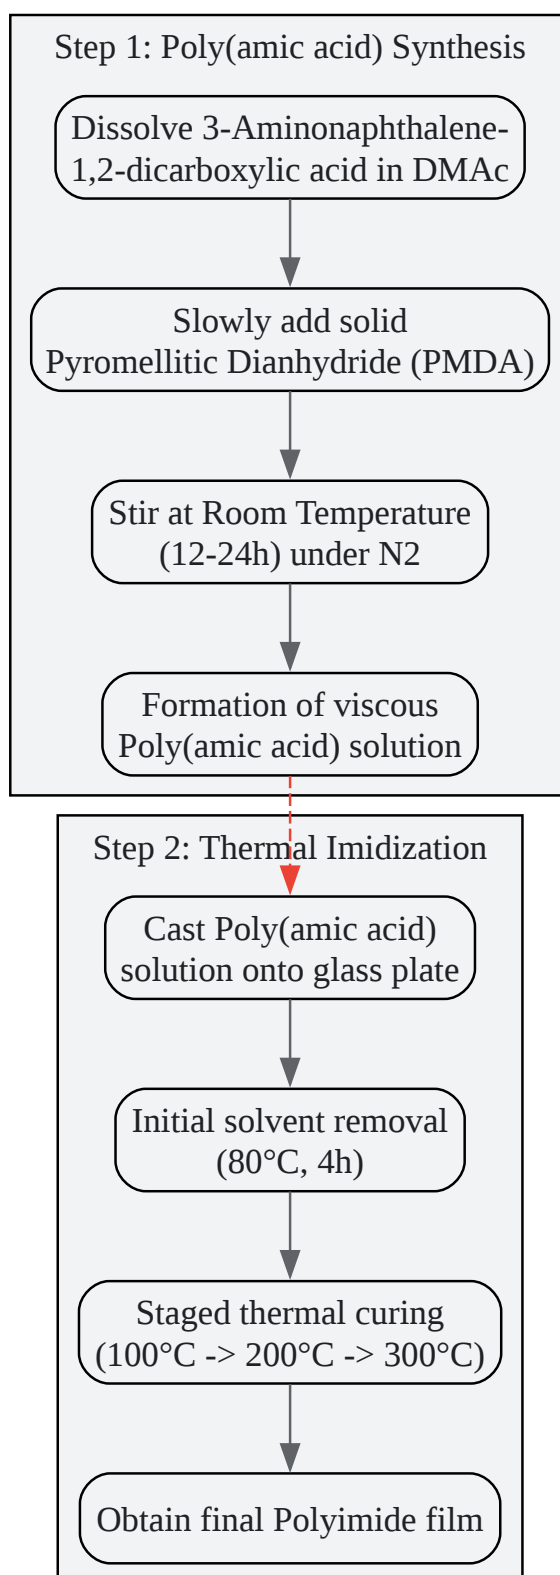 Step 1: Poly(amic acid) Synthesis
Dissolve 3-Aminonaphthalene-
1,2-dicarboxylic acid in DMAc
Slowly add solid
Pyromellitic Dianhydride (PMDA)
Stir at Room Temperature
(12-24h) under N2
Formation of viscous
Poly(amic acid) solution
Step 2: Thermal Imidization
Cast Poly(amic acid)
solution onto glass plate
Initial solvent removal
(80°C, 4h)
Staged thermal curing
(100°C -> 200°C -> 300°C)
Obtain final Polyimide film